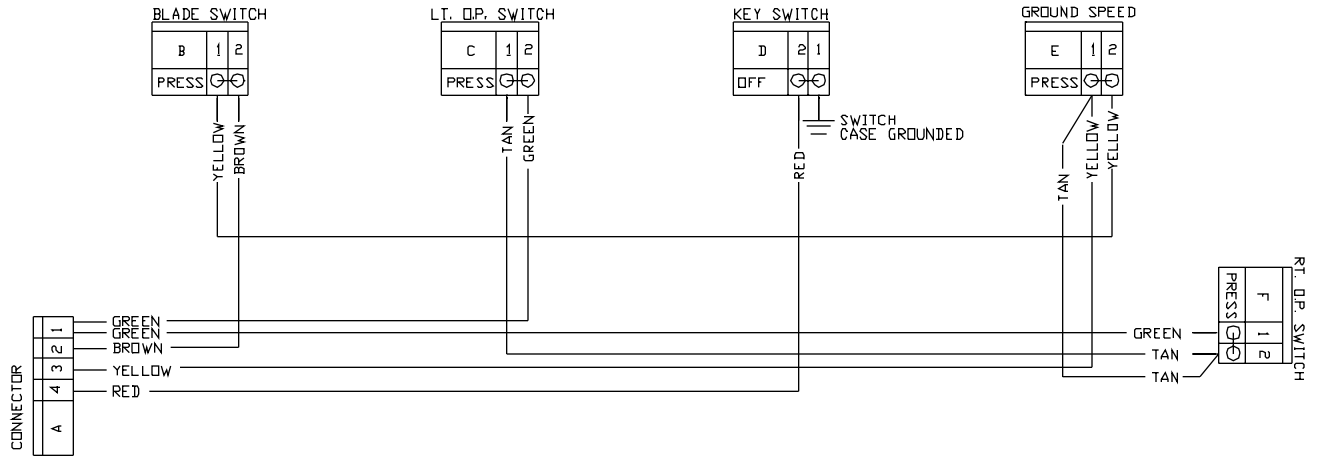 BLADE SWITCH
B 1 2
PRESS
YELLOW
BROWN
LT. O.P. SWITCH
C 1 2
PRESS
TAN
GREEN
KEY SWITCH
D 2 1
OFF
SWITCH
CASE GROUNDED
RED
GROUND SPEED
E 1 2
PRESS
TAN
YELLOW
YELLOW
RT. O.P. SWITCH
F 1 2
PRESS
GREEN
TAN
TAN
CONNECTOR
1
2
3
4
A
GREEN
GREEN
BROWN
YELLOW
RED